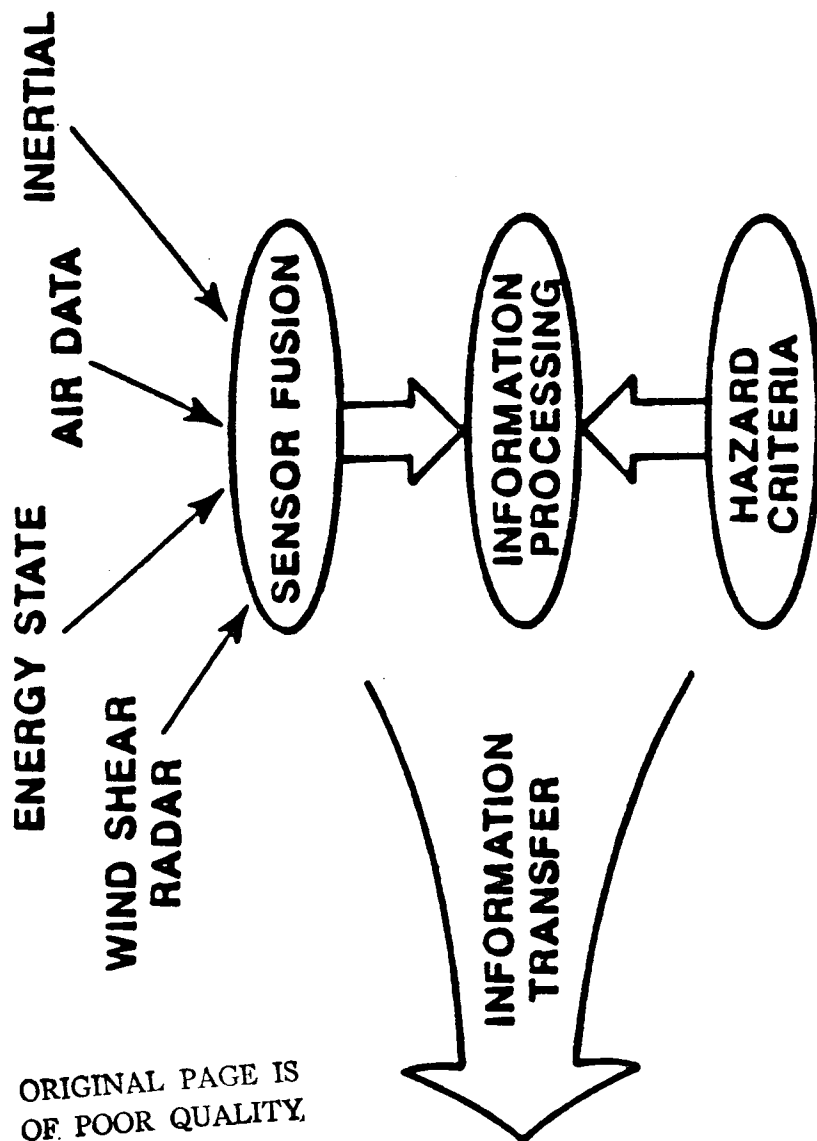 INERTIAL
AIR DATA
ENERGY STATE
WIND SHEAR
RADAR
SENSOR FUSION
INFORMATION
PROCESSING
HAZARD
CRITERIA
INFORMATION
TRANSFER
ORIGINAL PAGE IS
OF POOR QUALITY